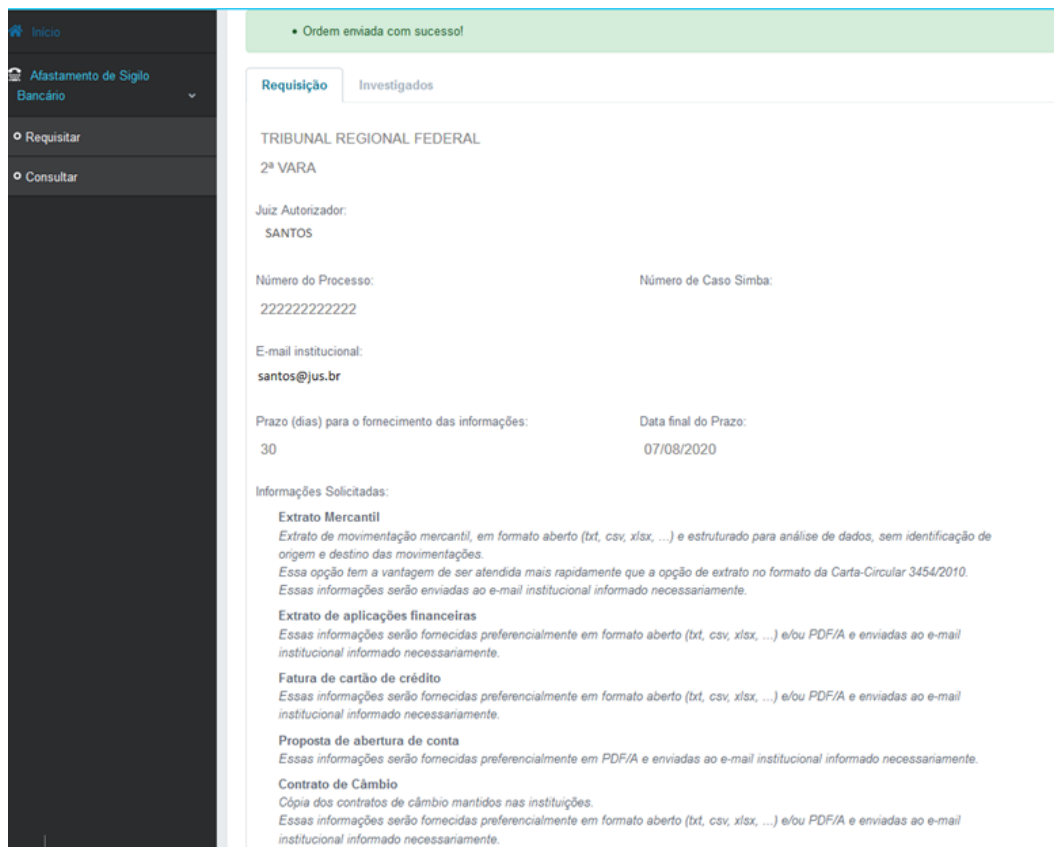 Início
Afastamento de Sigilo
Bancário
Requisitar
Consultar
• Ordem enviada com sucesso!
Requisição Investigados
TRIBUNAL REGIONAL FEDERAL
2ª VARA
Juiz Autorizador:
SANTOS
Número do Processo: Número de Caso Simba:
222222222222
E-mail institucional:
santos@jus.br
Prazo (dias) para o fornecimento das informações: Data final do Prazo:
30 07/08/2020
Informações Solicitadas:
Extrato Mercantil
Extrato de movimentação mercantil, em formato aberto (txt, csv, xlsx, ...) e estruturado para análise de dados, sem identificação de
origem e destino das movimentações.
Essa opção tem a vantagem de ser atendida mais rapidamente que a opção de extrato no formato da Carta-Circular 3454/2010.
Essas informações serão enviadas ao e-mail institucional informado necessariamente.
Extrato de aplicações financeiras
Essas informações serão fornecidas preferencialmente em formato aberto (txt, csv, xlsx, ...) e/ou PDF/A e enviadas ao e-mail
institucional informado necessariamente.
Fatura de cartão de crédito
Essas informações serão fornecidas preferencialmente em formato aberto (txt, csv, xlsx, ...) e/ou PDF/A e enviadas ao e-mail
institucional informado necessariamente.
Proposta de abertura de conta
Essas informações serão fornecidas preferencialmente em PDF/A e enviadas ao e-mail institucional informado necessariamente.
Contrato de Câmbio
Cópia dos contratos de câmbio mantidos nas instituições.
Essas informações serão fornecidas preferencialmente em formato aberto (txt, csv, xlsx, ...) e/ou PDF/A e enviadas ao e-mail
institucional informado necessariamente.